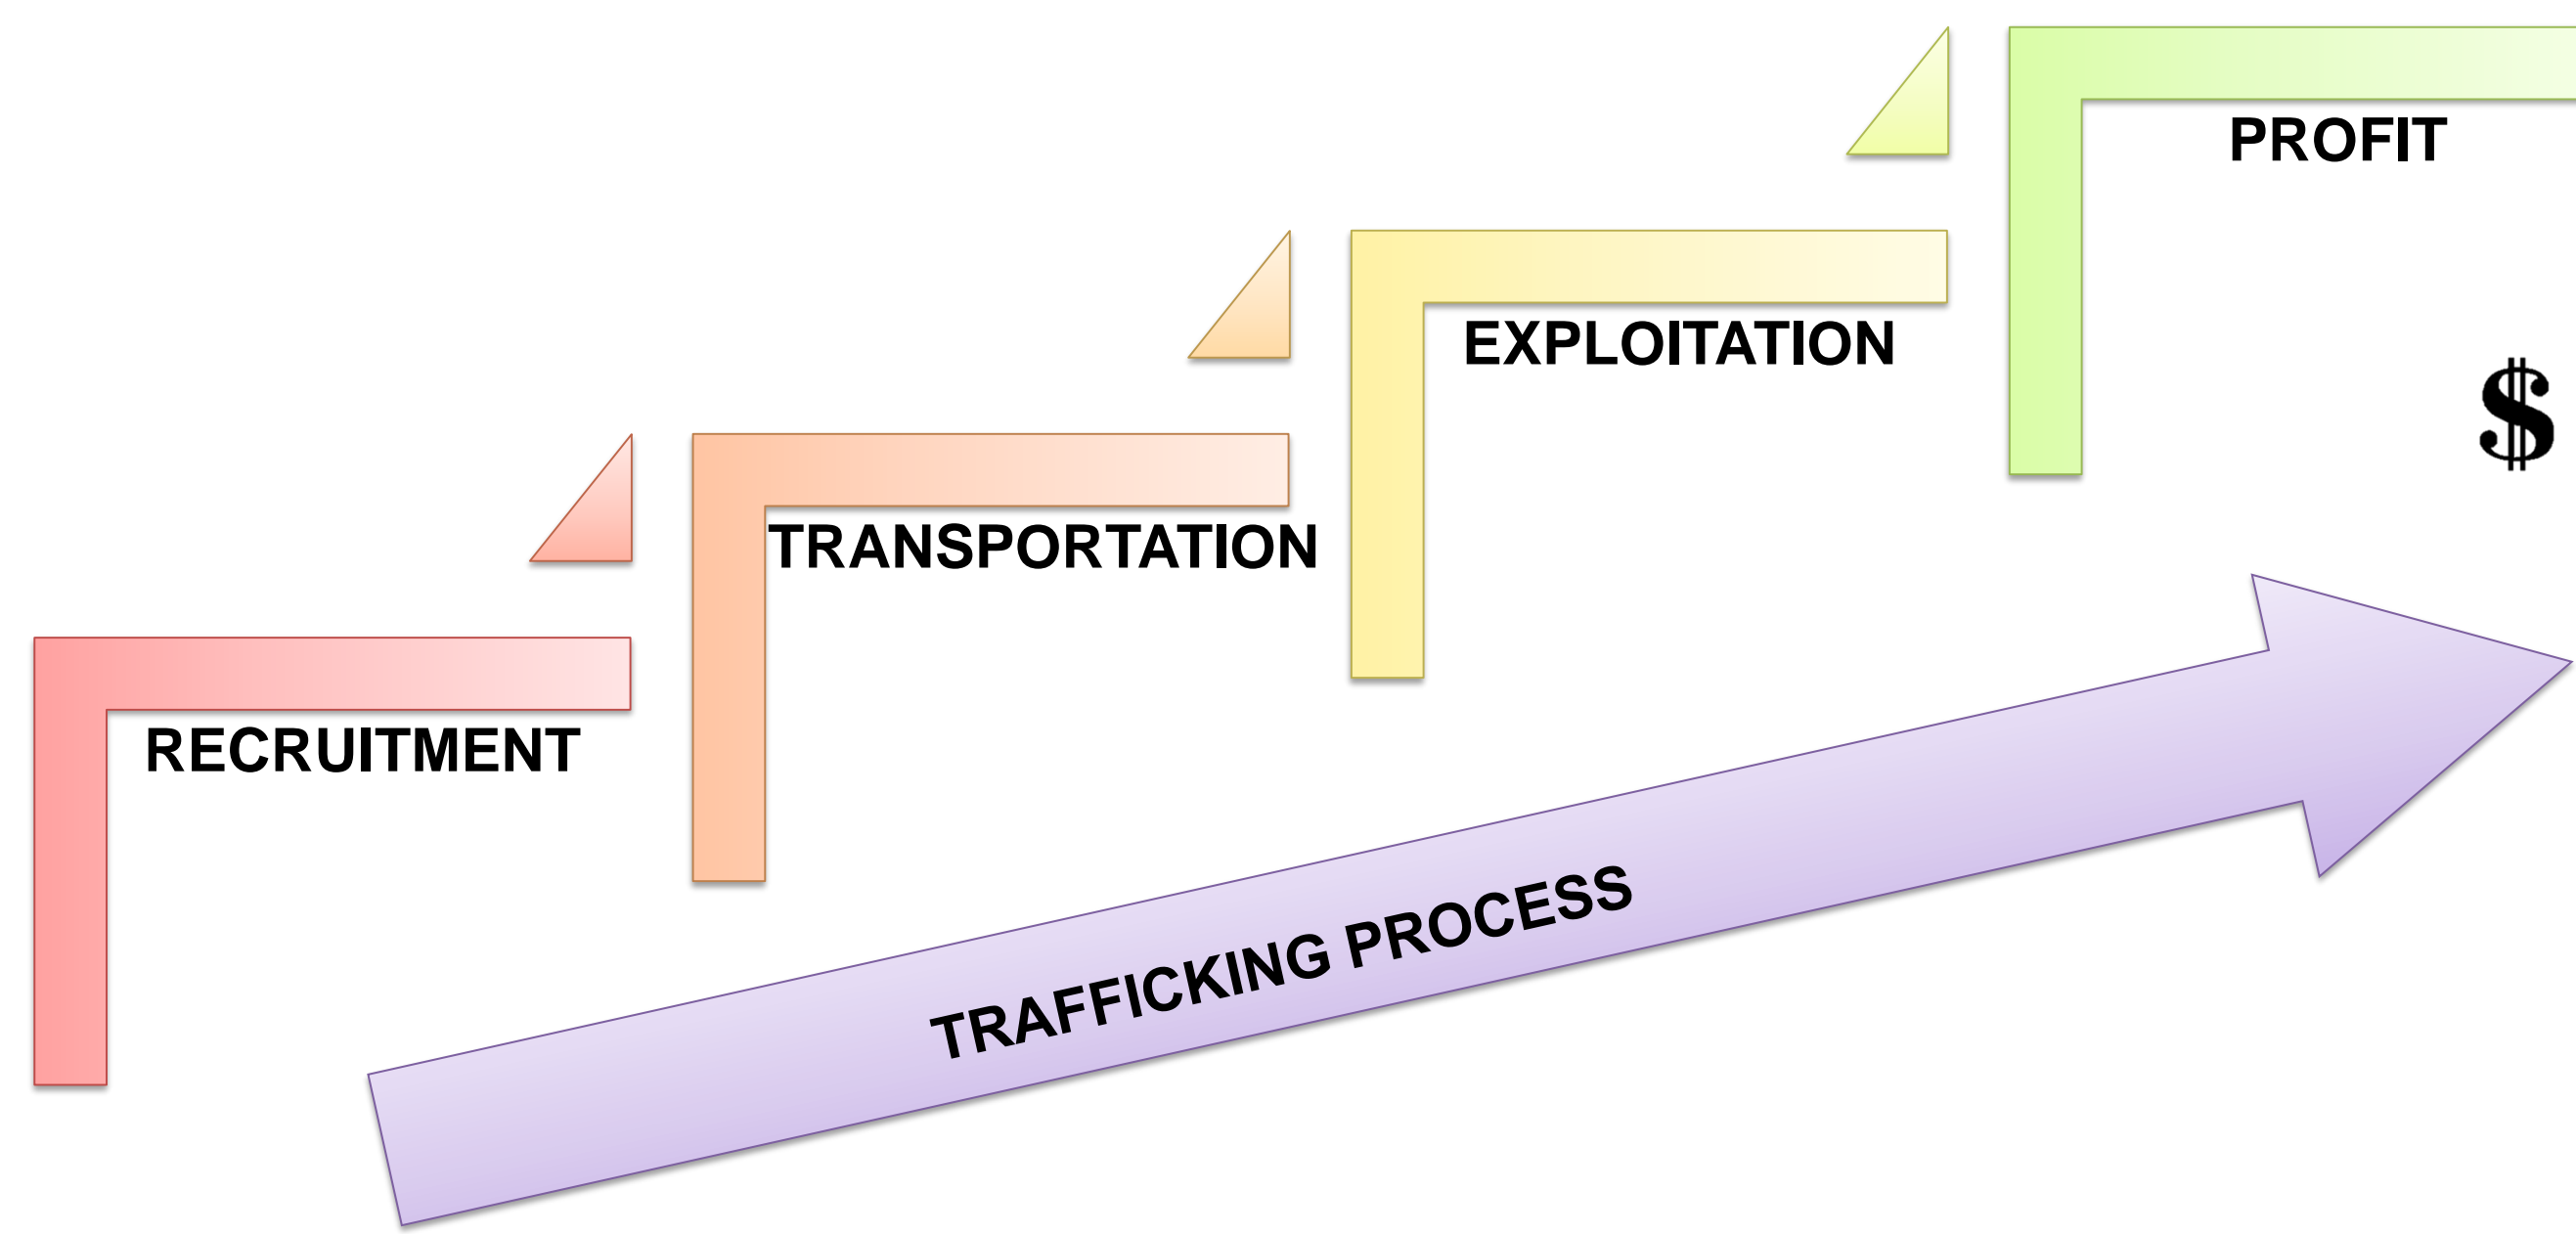 PROFIT
EXPLOITATION
$
TRANSPORTATION
RECRUITMENT
TRAFFICKING PROCESS